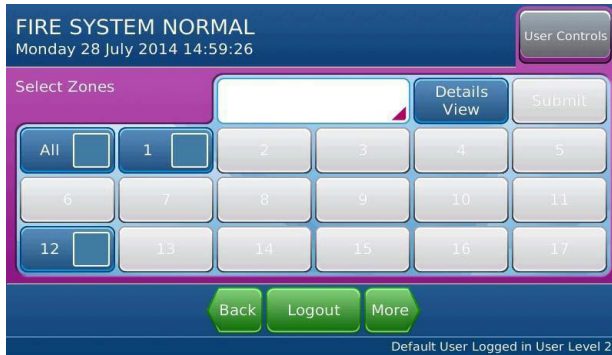 FIRE SYSTEM NORMAL
Monday 28 July 2014 14:59:26
User Controls
Select Zones
Details
View
Submit
All 1 2 3 4 5
6 7 8 9 10 11
12 13 14 15 16 17
Back Logout More
Default User Logged in User Level 2